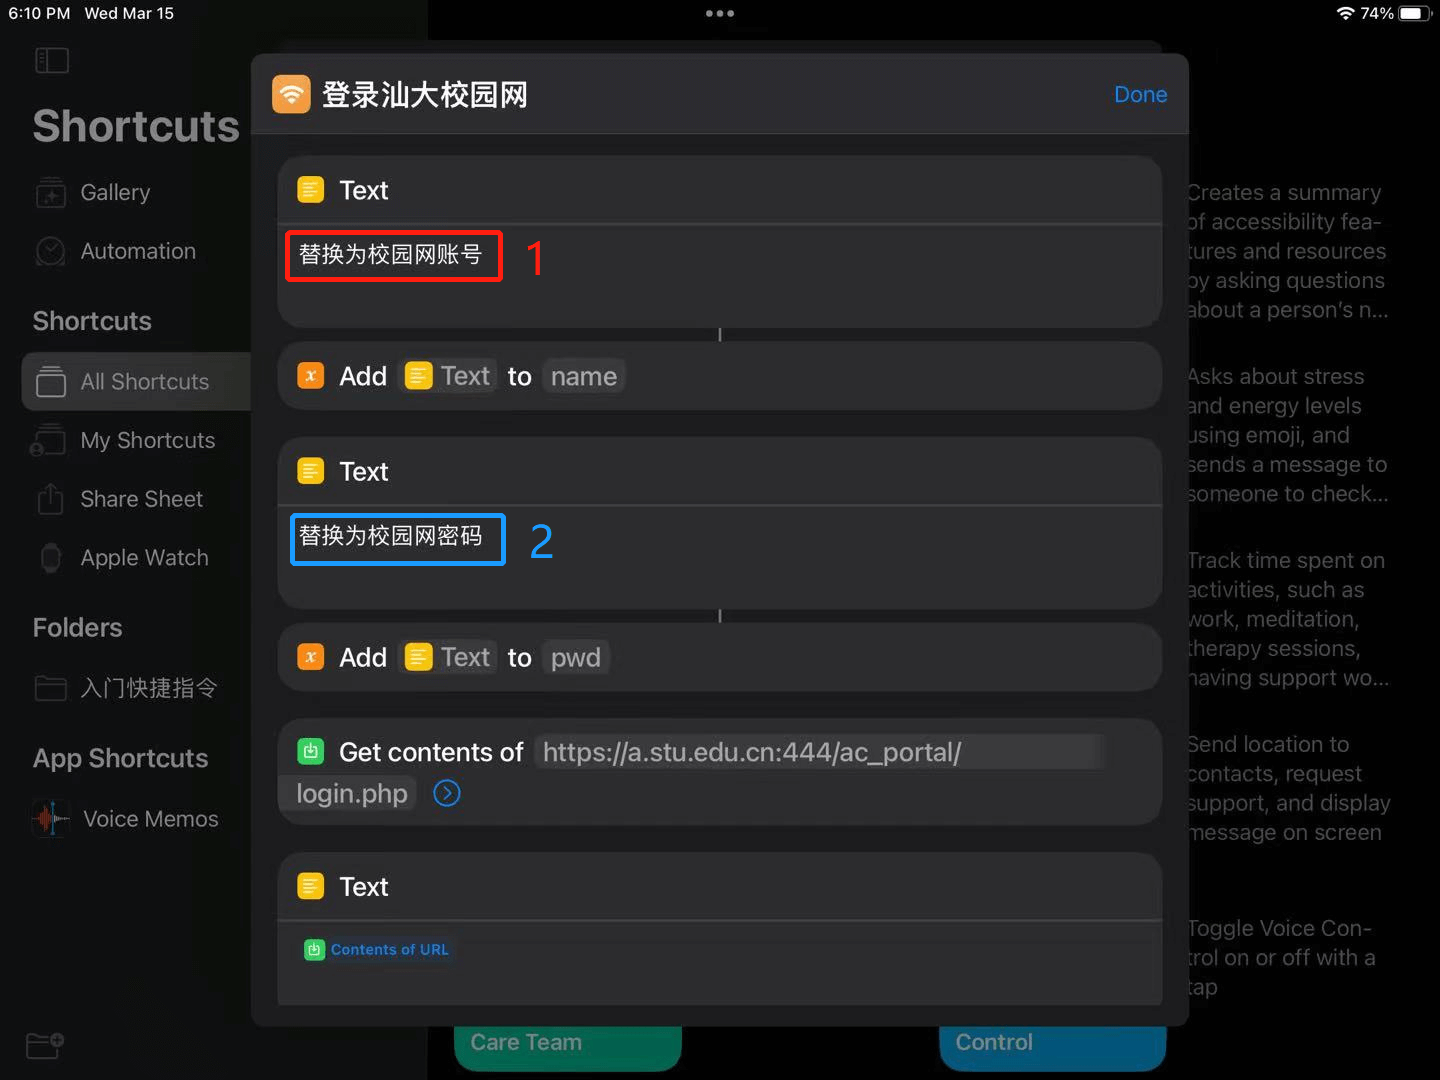 6:10 PM Wed Mar 15
74%
Shortcuts
Gallery
Automation
Shortcuts
All Shortcuts
My Shortcuts
Share Sheet
Apple Watch
Folders
入门快捷指令
App Shortcuts
Voice Memos
登录汕大校园网
Done
Text
替换为校园网账号 1
Add Text to name
Text
替换为校园网密码 2
Add Text to pwd
Get contents of https://a.stu.edu.cn:444/ac_portal/
login.php
Text
Contents of URL
Creates a summary
of accessibility fea-
tures and resources
by asking questions
about a person's n...
Asks about stress
and energy levels
using emoji, and
sends a message to
someone to check...
Track time spent on
activities, such as
work, meditation,
therapy sessions,
having support wo...
Send location to
contacts, request
support, and display
message on screen
Toggle Voice Con-
trol on or off with a
tap
Care Team
Control